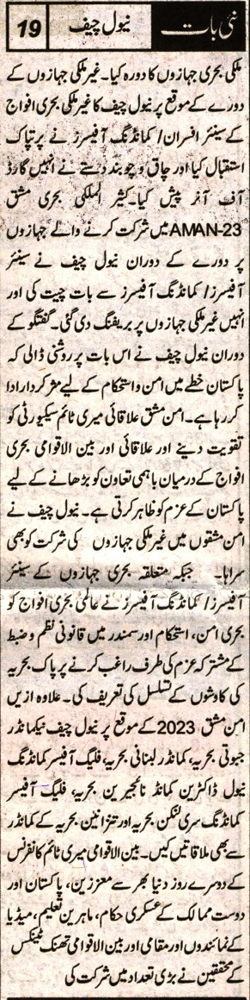 نئی بات
نیول چیف
19
ملکی بحری جہازوں کا دورہ کیا۔ غیر ملکی جہازوں کے
دورے کے موقع پر نیول چیف کا غیر ملکی بحری افواج
کے سینئر افسران/ کمانڈنگ آفیسرز نے پرتپاک
استقبال کیا اور چاق و چوبند دستے نے انہیں گارڈ
آف آنر پیش کیا۔ کثیر الملکی بحری مشق
AMAN-23 میں شرکت کرنے والے جہازوں
پر دورے کے دوران نیول چیف نے سینئر
آفیسرز/ کمانڈنگ آفیسرز سے بات چیت کی اور
انہیں غیر ملکی جہازوں پر بریفنگ دی گئی۔ گفتگو کے
دوران نیول چیف نے اس بات پر روشنی ڈالی کہ
پاکستان خطے میں امن و استحکام کے لیے مؤثر کردار ادا
کر رہا ہے۔ امن مشق علاقائی میری ٹائم سیکیورٹی کو
تقویت دینے اور علاقائی اور بین الاقوامی بحری
افواج کے درمیان باہمی تعاون کو بڑھانے کے لیے
پاکستان کے عزم کو ظاہر کرتی ہے۔ نیول چیف نے
امن مشقوں میں غیر ملکی جہازوں کی شرکت کو بھی
سراہا۔ جبکہ متعلقہ بحری جہازوں کے سینئر
آفیسرز/ کمانڈنگ آفیسرز نے عالمی بحری افواج کو
بحری امن، استحکام اور سمندر میں قانونی نظم و ضبط
کے مشترکہ عزم کی طرف راغب کرنے پر پاک بحریہ
کی کاوشوں کے تسلسل کی تعریف کی۔ علاوہ ازیں
امن مشق 2023 کے موقع پر نیول چیف نے کمانڈر
جبوتی بحریہ، کمانڈر لبنانی بحریہ، فلیگ آفیسر کمانڈنگ
نیول ڈاکٹرین کمانڈ نائجیرین بحریہ، فلیگ آفیسر
کمانڈنگ سری لنکن بحریہ اور تنزانین بحریہ کے کمانڈر
سے بھی ملاقاتیں کیں۔ بین الاقوامی میری ٹائم کانفرنس
کے دوسرے روز دنیا بھر سے معززین، پاکستان اور
دوست ممالک کے عسکری حکام، ماہرین تعلیم، میڈیا
کے نمائندوں اور مقامی اور بین الاقوامی تھنک ٹینکس
کے محققین نے بڑی تعداد میں شرکت کی